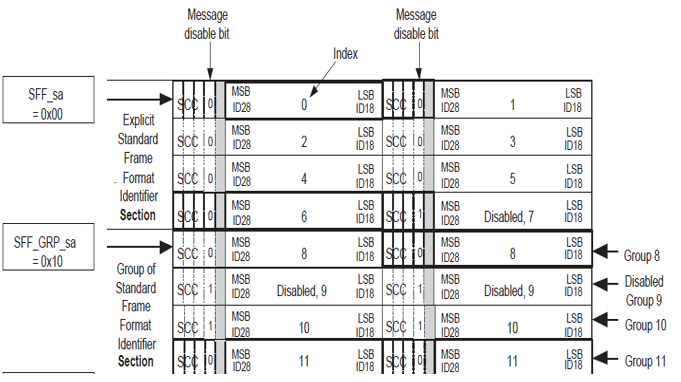 Message
disable bit
Message
disable bit
Index
SFF_sa
= 0x00
Explicit
Standard
Frame
Format
Identifier
Section
SCC 0 MSB ID28 0 LSB ID18 SCC 0 MSB ID28 1 LSB ID18
SCC 0 MSB ID28 2 LSB ID18 SCC 0 MSB ID28 3 LSB ID18
SCC 0 MSB ID28 4 LSB ID18 SCC 0 MSB ID28 5 LSB ID18
SCC 0 MSB ID28 6 LSB ID18 SCC 1 MSB ID28 Disabled, 7 LSB ID18
SFF_GRP_sa
= 0x10
Group of
Standard
Frame
Format
Identifier
Section
SCC 0 MSB ID28 8 LSB ID18 SCC 0 MSB ID28 8 LSB ID18 Group 8
SCC 1 MSB ID28 Disabled, 9 LSB ID18 SCC 1 MSB ID28 Disabled, 9 LSB ID18 Disabled Group 9
SCC 1 MSB ID28 10 LSB ID18 SCC 1 MSB ID28 10 LSB ID18 Group 10
SCC 0 MSB ID28 11 LSB ID18 SCC 0 MSB ID28 11 LSB ID18 Group 11